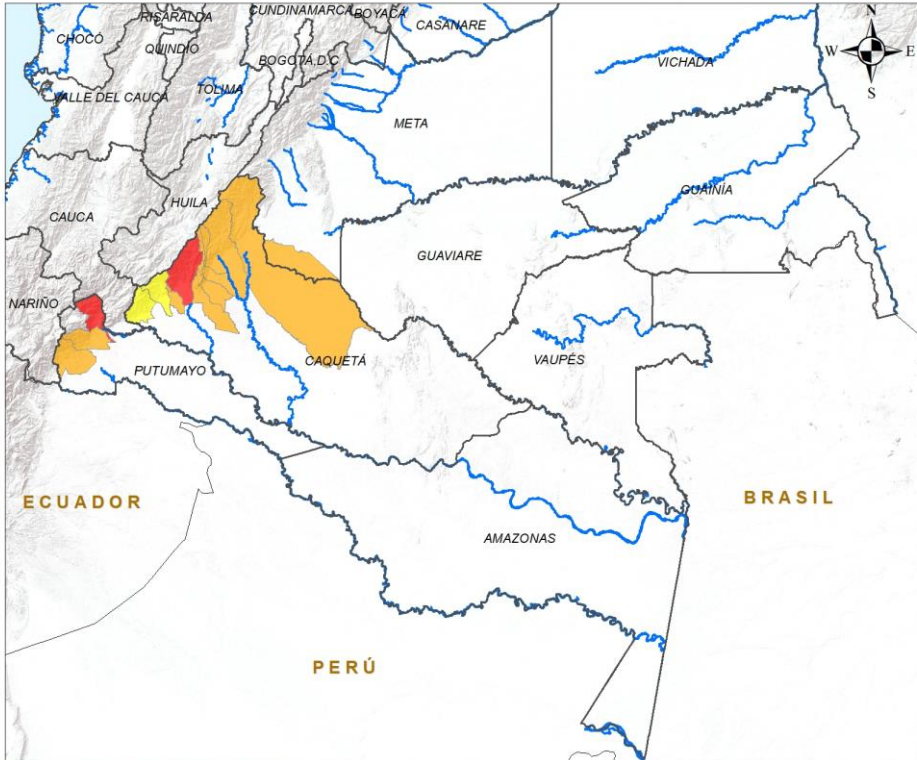 CUNDINAMARCA
BOYACÁ
N
RISARALDA
CASANARE
CHOCÓ
QUINDIO
W
E
BOGOTÁ D.C
VICHADA
TOLIMA
S
VALLE DEL CAUCA
META
GUAINÍA
HUILA
CAUCA
GUAVIARE
NARIÑO
VAUPÉS
CAQUETÁ
PUTUMAYO
ECUADOR
BRASIL
AMAZONAS
PERÚ